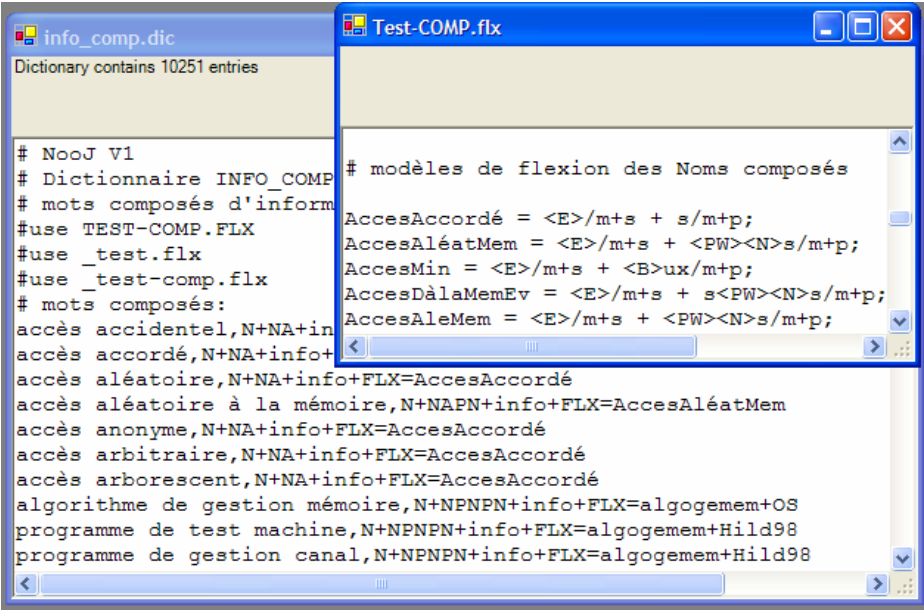 info_comp.dic
Dictionary contains 10251 entries
# NooJ V1
# Dictionnaire INFO_COMP
# mots composés d'inform
#use TEST-COMP.FLX
#use _test.flx
#use _test-comp.flx
# mots composés:
accès accidentel,N+NA+in
accès accordé,N+NA+info+
accès aléatoire,N+NA+info+FLX=AccesAccordé
accès aléatoire à la mémoire,N+NAPN+info+FLX=AccesAléatMem
accès anonyme,N+NA+info+FLX=AccesAccordé
accès arbitraire,N+NA+info+FLX=AccesAccordé
accès arborescent,N+NA+info+FLX=AccesAccordé
algorithme de gestion mémoire,N+NPNPN+info+FLX=algogemem+OS
programme de test machine,N+NPNPN+info+FLX=algogemem+Hild98
programme de gestion canal,N+NPNPN+info+FLX=algogemem+Hild98
Test-COMP.flx
# modèles de flexion des Noms composés
AccesAccordé = <E>/m+s + s/m+p;
AccesAléatMem = <E>/m+s + <PW><N>s/m+p;
AccesMin = <E>/m+s + <B>ux/m+p;
AccesDàlaMemEv = <E>/m+s + s<PW><N>s/m+p;
AccesAleMem = <E>/m+s + <PW><N>s/m+p;